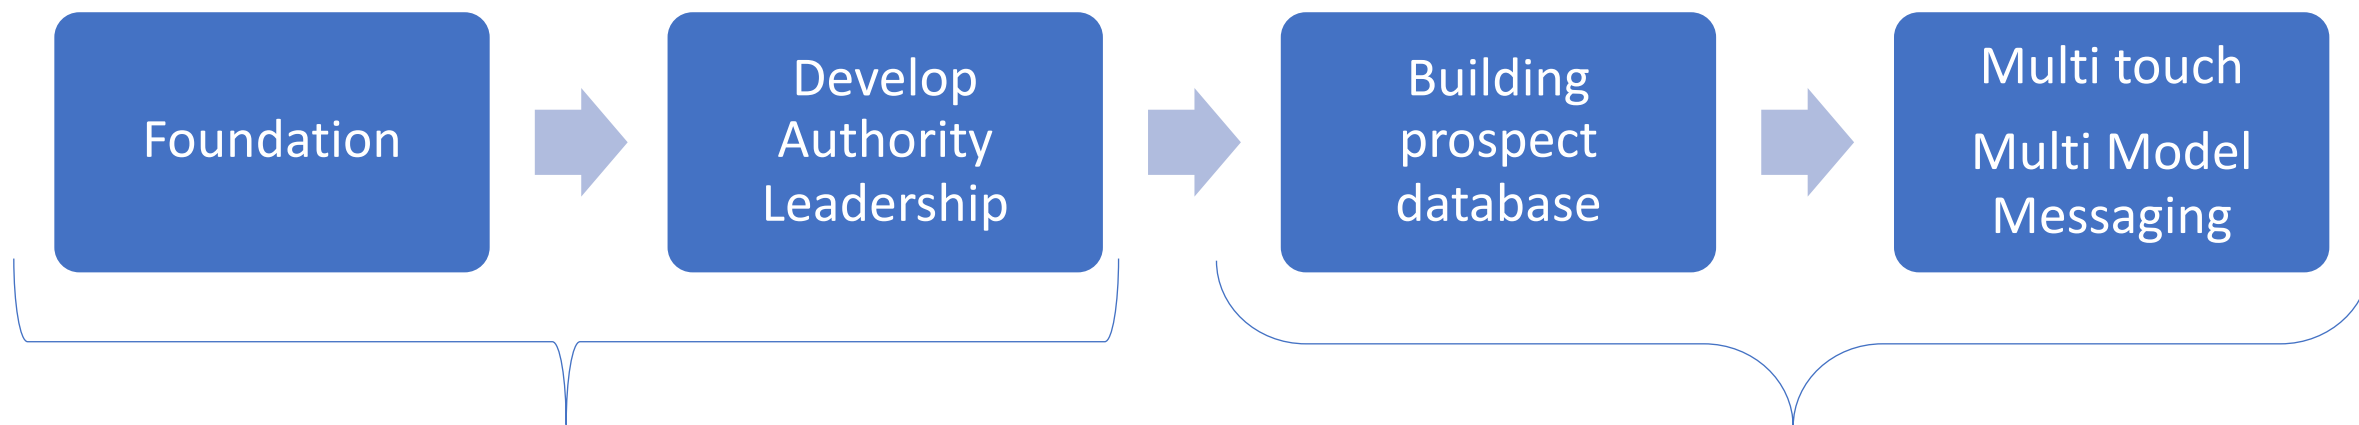 Foundation
Develop
Authority
Leadership
Building
prospect
database
Multi touch
Multi Model
Messaging